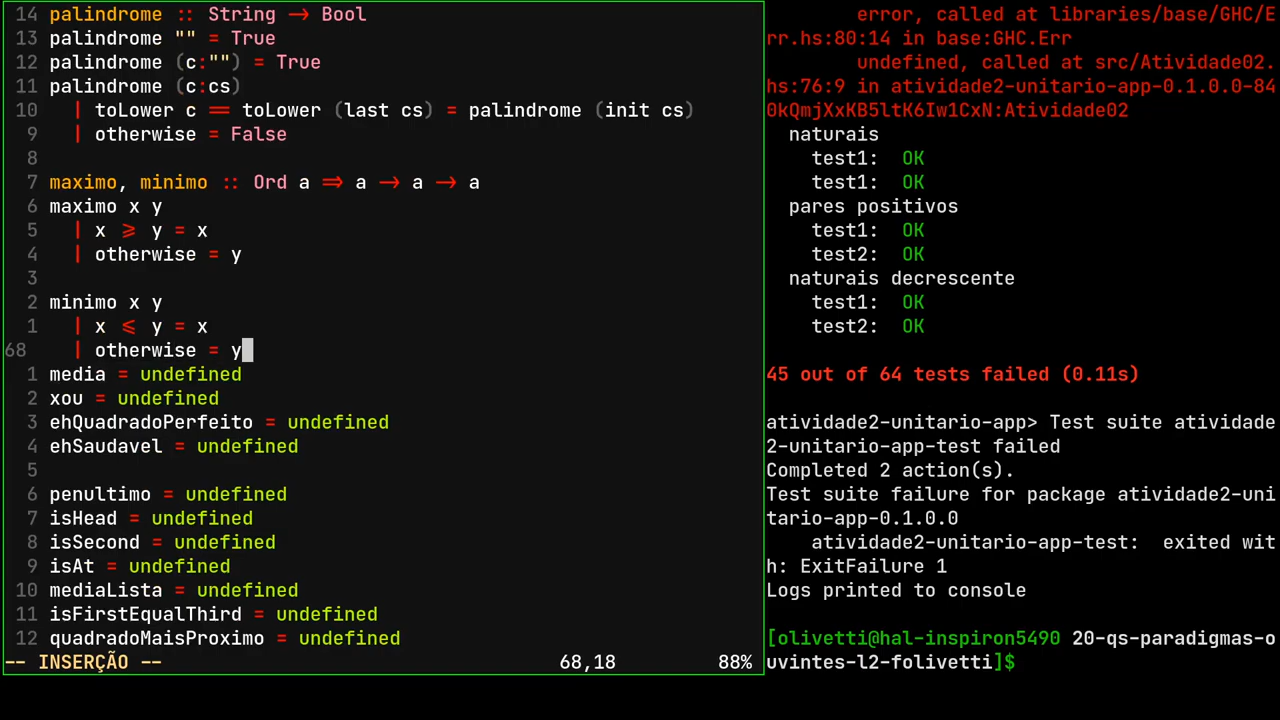 14 palindrome :: String → Bool
13 palindrome "" = True
12 palindrome (c:"") = True
11 palindrome (c:cs)
10   | toLower c == toLower (last cs) = palindrome (init cs)
9   | otherwise = False
8
7 maximo, minimo :: Ord a ⇒ a → a → a
6 maximo x y
5   | x ⩾ y = x
4   | otherwise = y
3
2 minimo x y
1   | x ⩽ y = x
68   | otherwise = y
1 media = undefined
2 xou = undefined
3 ehQuadradoPerfeito = undefined
4 ehSaudavel = undefined
5
6 penultimo = undefined
7 isHead = undefined
8 isSecond = undefined
9 isAt = undefined
10 mediaLista = undefined
11 isFirstEqualThird = undefined
12 quadradoMaisProximo = undefined
-- INSERÇÃO -- 68,18 88%
error, called at libraries/base/GHC/E
rr.hs:80:14 in base:GHC.Err
undefined, called at src/Atividade02.
hs:76:9 in atividade2-unitario-app-0.1.0.0-84
0kQmjXxKB5ltK6Iw1CxN:Atividade02
naturais
test1: OK
test1: OK
pares positivos
test1: OK
test2: OK
naturais decrescente
test1: OK
test2: OK
45 out of 64 tests failed (0.11s)
atividade2-unitario-app> Test suite atividade
2-unitario-app-test failed
Completed 2 action(s).
Test suite failure for package atividade2-uni
tario-app-0.1.0.0
atividade2-unitario-app-test: exited wit
h: ExitFailure 1
Logs printed to console
[olivetti@hal-inspiron5490 20-qs-paradigmas-o
uvintes-l2-folivetti]$